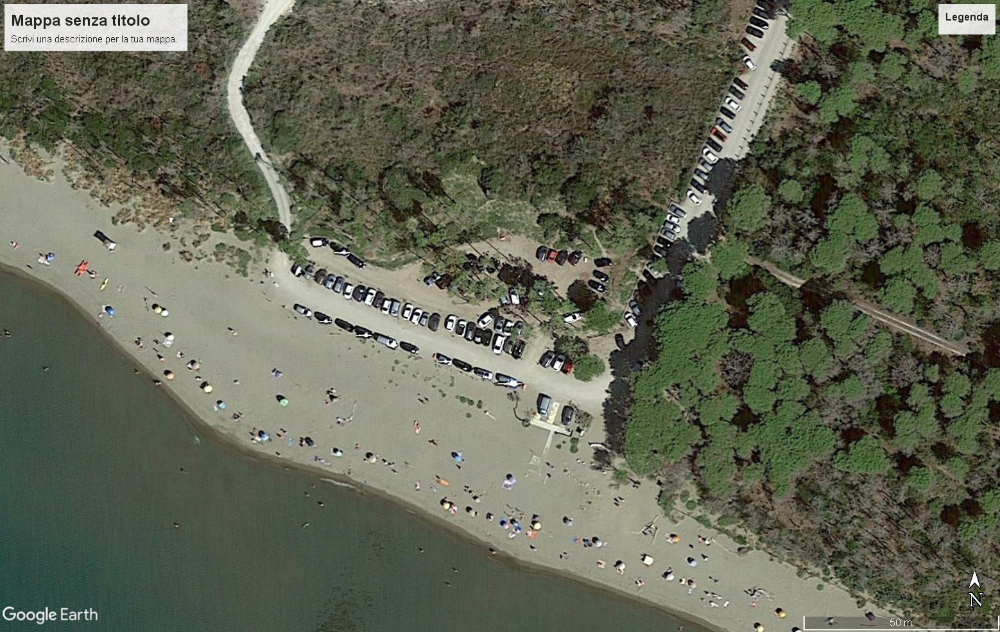 Mappa senza titolo
Scrivi una descrizione per la tua mappa.
Legenda
N
Google Earth
50 m